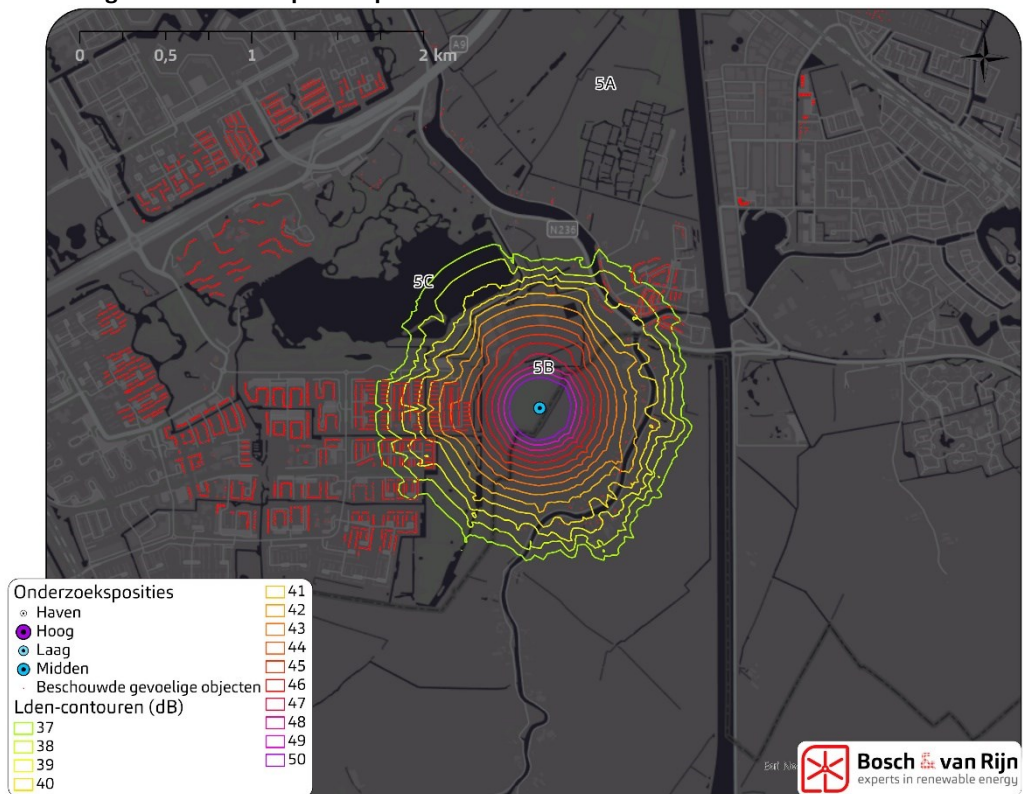 0 0,5 1 2 km
A9
5A
N236
5C
5B
Onderzoeksposities
Haven
Hoog
Laag
Midden
Beschouwde gevoelige objecten
Lden-contouren (dB)
37
38
39
40
41
42
43
44
45
46
47
48
49
50
Bosch & van Rijn
experts in renewable energy